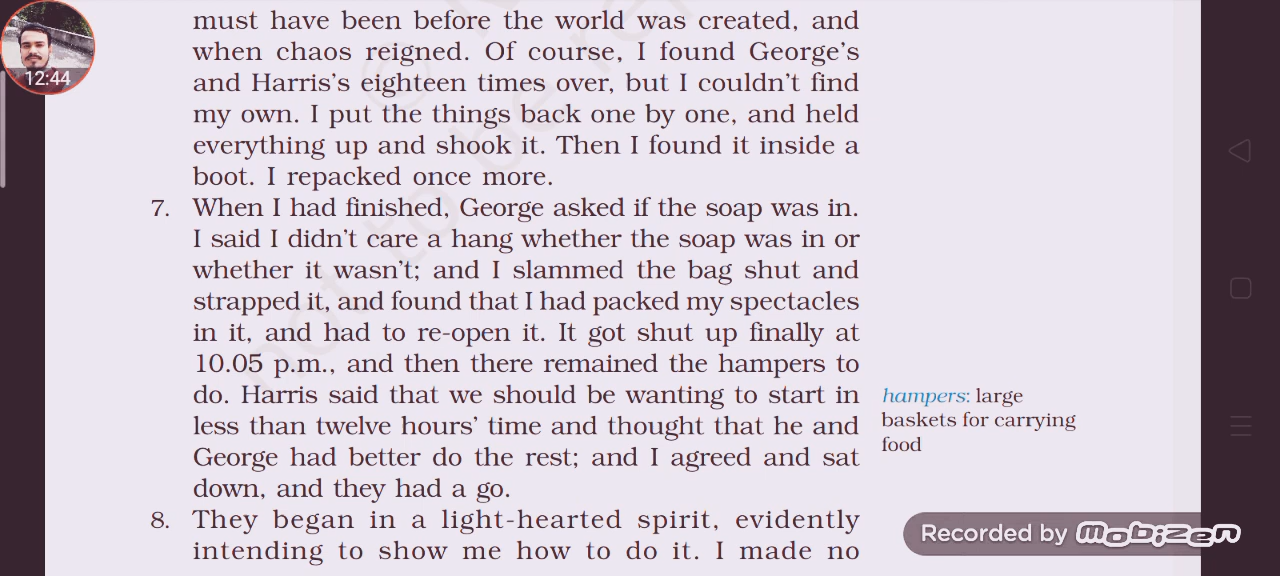 must have been before the world was created, and
when chaos reigned. Of course, I found George's
and Harris's eighteen times over, but I couldn't find
my own. I put the things back one by one, and held
everything up and shook it. Then I found it inside a
boot. I repacked once more.
7. When I had finished, George asked if the soap was in.
I said I didn't care a hang whether the soap was in or
whether it wasn't; and I slammed the bag shut and
strapped it, and found that I had packed my spectacles
in it, and had to re-open it. It got shut up finally at
10.05 p.m., and then there remained the hampers to
do. Harris said that we should be wanting to start in
less than twelve hours' time and thought that he and
George had better do the rest; and I agreed and sat
down, and they had a go.
8. They began in a light-hearted spirit, evidently
intending to show me how to do it. I made no
hampers: large
baskets for carrying
food
12:44
Recorded by MOBIZEN
not to be re